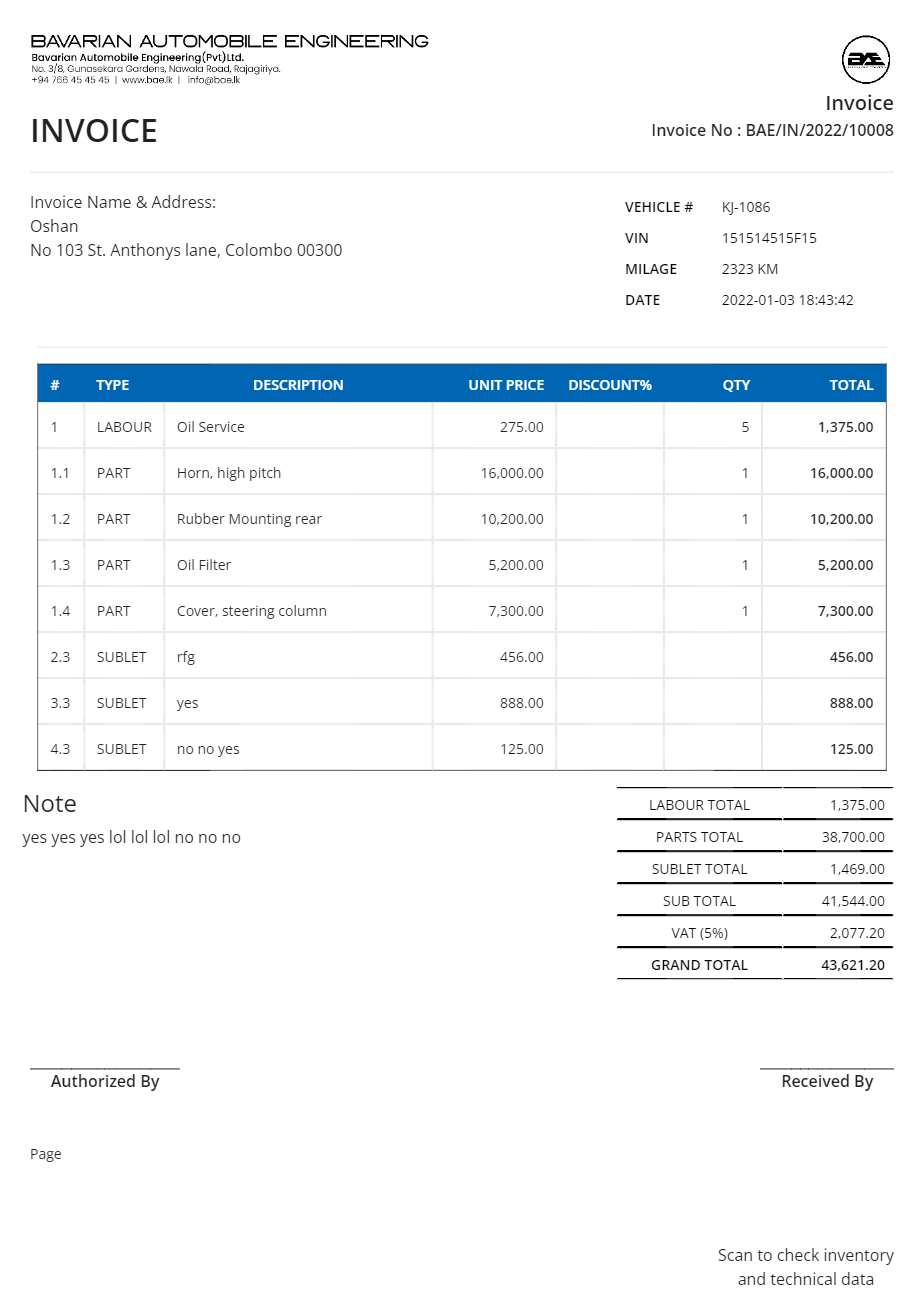 BAVARIAN AUTOMOBILE ENGINEERING
Bavarian Automobile Engineering(Pvt)Ltd.
No. 3/8, Gunasekara Gardens, Nawala Road, Rajagiriya.
+94 766 45 45 45 | www.bae.lk | info@bae.lk
BAE
Invoice
INVOICE
Invoice No : BAE/IN/2022/10008
Invoice Name & Address:
Oshan
No 103 St. Anthonys lane, Colombo 00300
VEHICLE # KJ-1086
VIN 151514515F15
MILAGE 2323 KM
DATE 2022-01-03 18:43:42
# TYPE DESCRIPTION UNIT PRICE DISCOUNT% QTY TOTAL
1 LABOUR Oil Service 275.00 5 1,375.00
1.1 PART Horn, high pitch 16,000.00 1 16,000.00
1.2 PART Rubber Mounting rear 10,200.00 1 10,200.00
1.3 PART Oil Filter 5,200.00 1 5,200.00
1.4 PART Cover, steering column 7,300.00 1 7,300.00
2.3 SUBLET rfg 456.00 456.00
3.3 SUBLET yes 888.00 888.00
4.3 SUBLET no no yes 125.00 125.00
Note
yes yes yes lol lol lol no no no
LABOUR TOTAL 1,375.00
PARTS TOTAL 38,700.00
SUBLET TOTAL 1,469.00
SUB TOTAL 41,544.00
VAT (5%) 2,077.20
GRAND TOTAL 43,621.20
Authorized By
Received By
Page
Scan to check inventory
and technical data